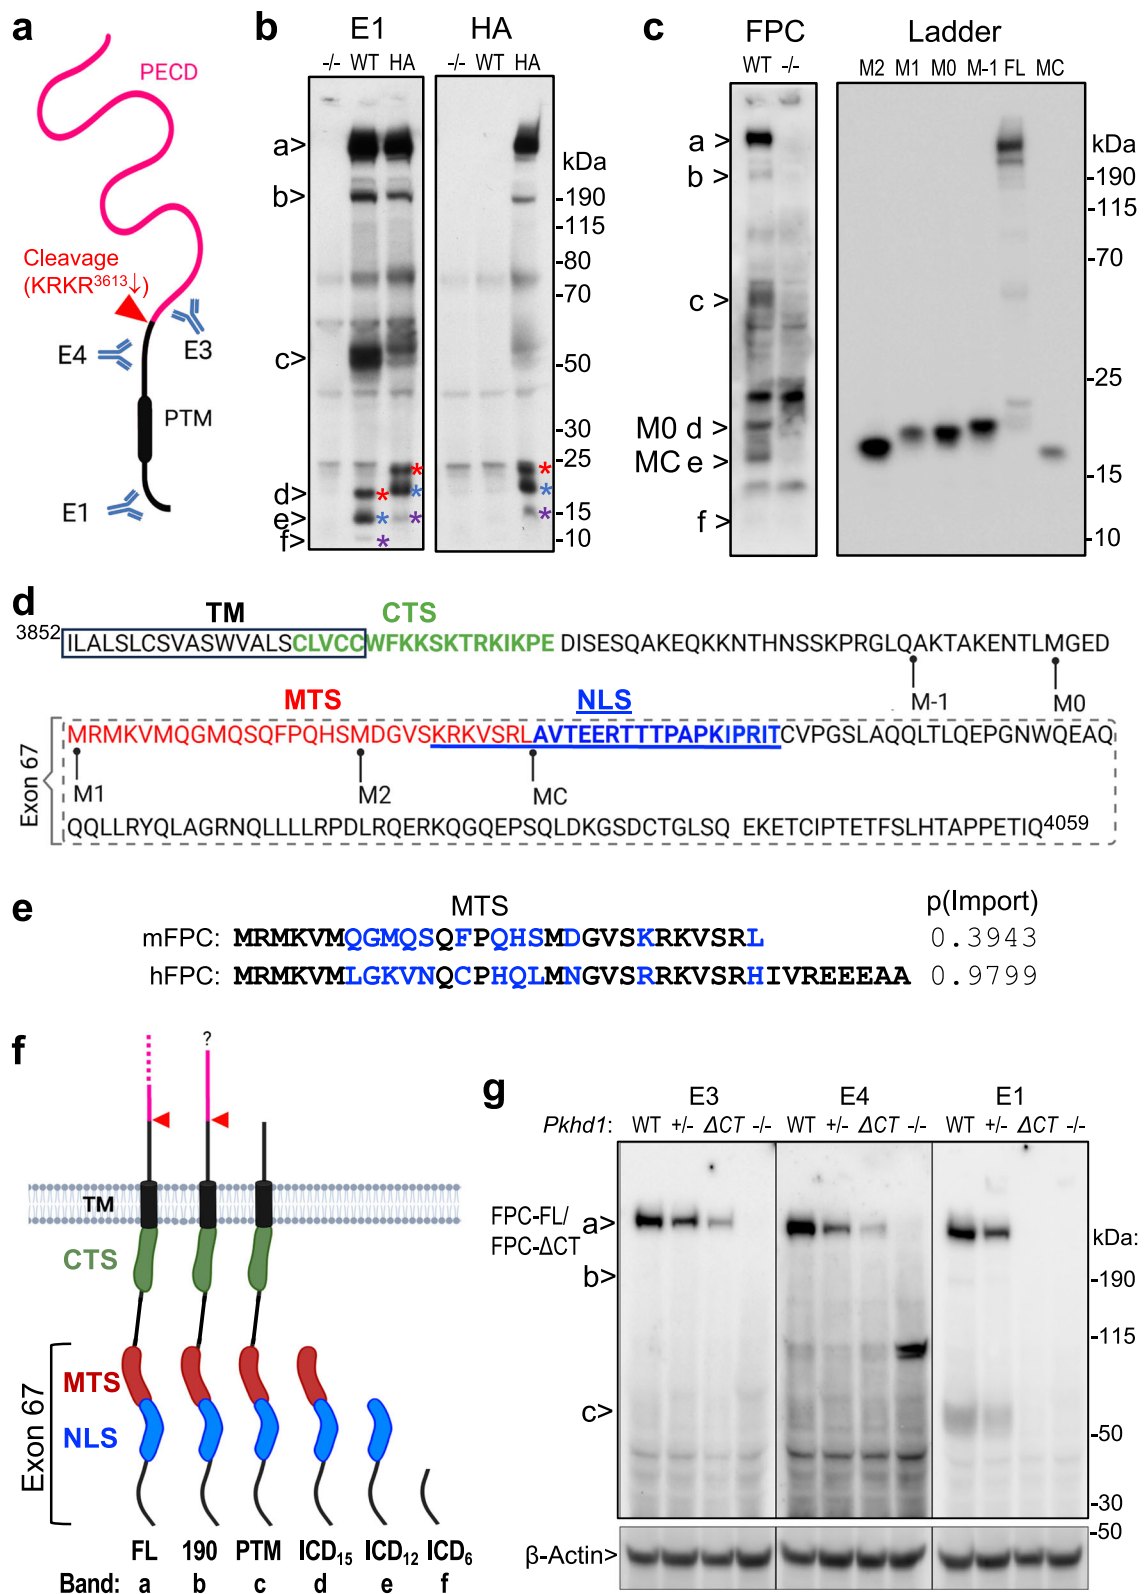 a
PECD
Cleavage
(KRKR3613↓)
E3
E4
PTM
E1
b
E1 HA
-/- WT HA -/- WT HA
a>
b>
c>
d>
e>
f>
* * * * * * * * *
kDa
-190
-115
-80
-70
-50
-30
-25
-15
-10
c
FPC Ladder
WT -/- M2 M1 M0 M-1 FL MC
a>
b>
c>
M0 d >
MC e>
f >
kDa
-190
-115
-70
-25
-15
-10
d
TM CTS
3852 ILALSLCSVASWVALSCLVCCWFKKSKTRKIKPE DISESQAKEQKKNTHNSSKPRGLQAKTAKENTLMGED
M-1 M0
MTS NLS
MRMKVMQGMQSQFPQHSMDGVSKRKVSRLAVTEERTTTPAPKIPRITCVPGSLAQQLTLQEPGNWQEAQ
M1 M2 MC
Exon 67
QQLLRYQLAGRNQLLLLRPDLRQERKQGQEPSQLDKGSDCTGLSQ EKETCIPTETFSLHTAPPETIQ4059
e
MTS p(Import)
mFPC: MRMKVMQGMQSQFPQHSMDGVSKRKVSRL 0.3943
hFPC: MRMKVMLGKVNQCPHQLMNGVSRRKVSRHIVREEEAA 0.9799
f
?
TM
CTS
MTS
NLS
Exon 67
FL 190 PTM ICD15 ICD12 ICD6
Band: a b c d e f
g
E3 E4 E1
Pkhd1: WT +/- ΔCT -/- WT +/- ΔCT -/- WT +/- ΔCT -/-
FPC-FL/
FPC-ΔCT
a>
b>
c>
kDa:
-190
-115
-50
-30
-50
β-Actin>